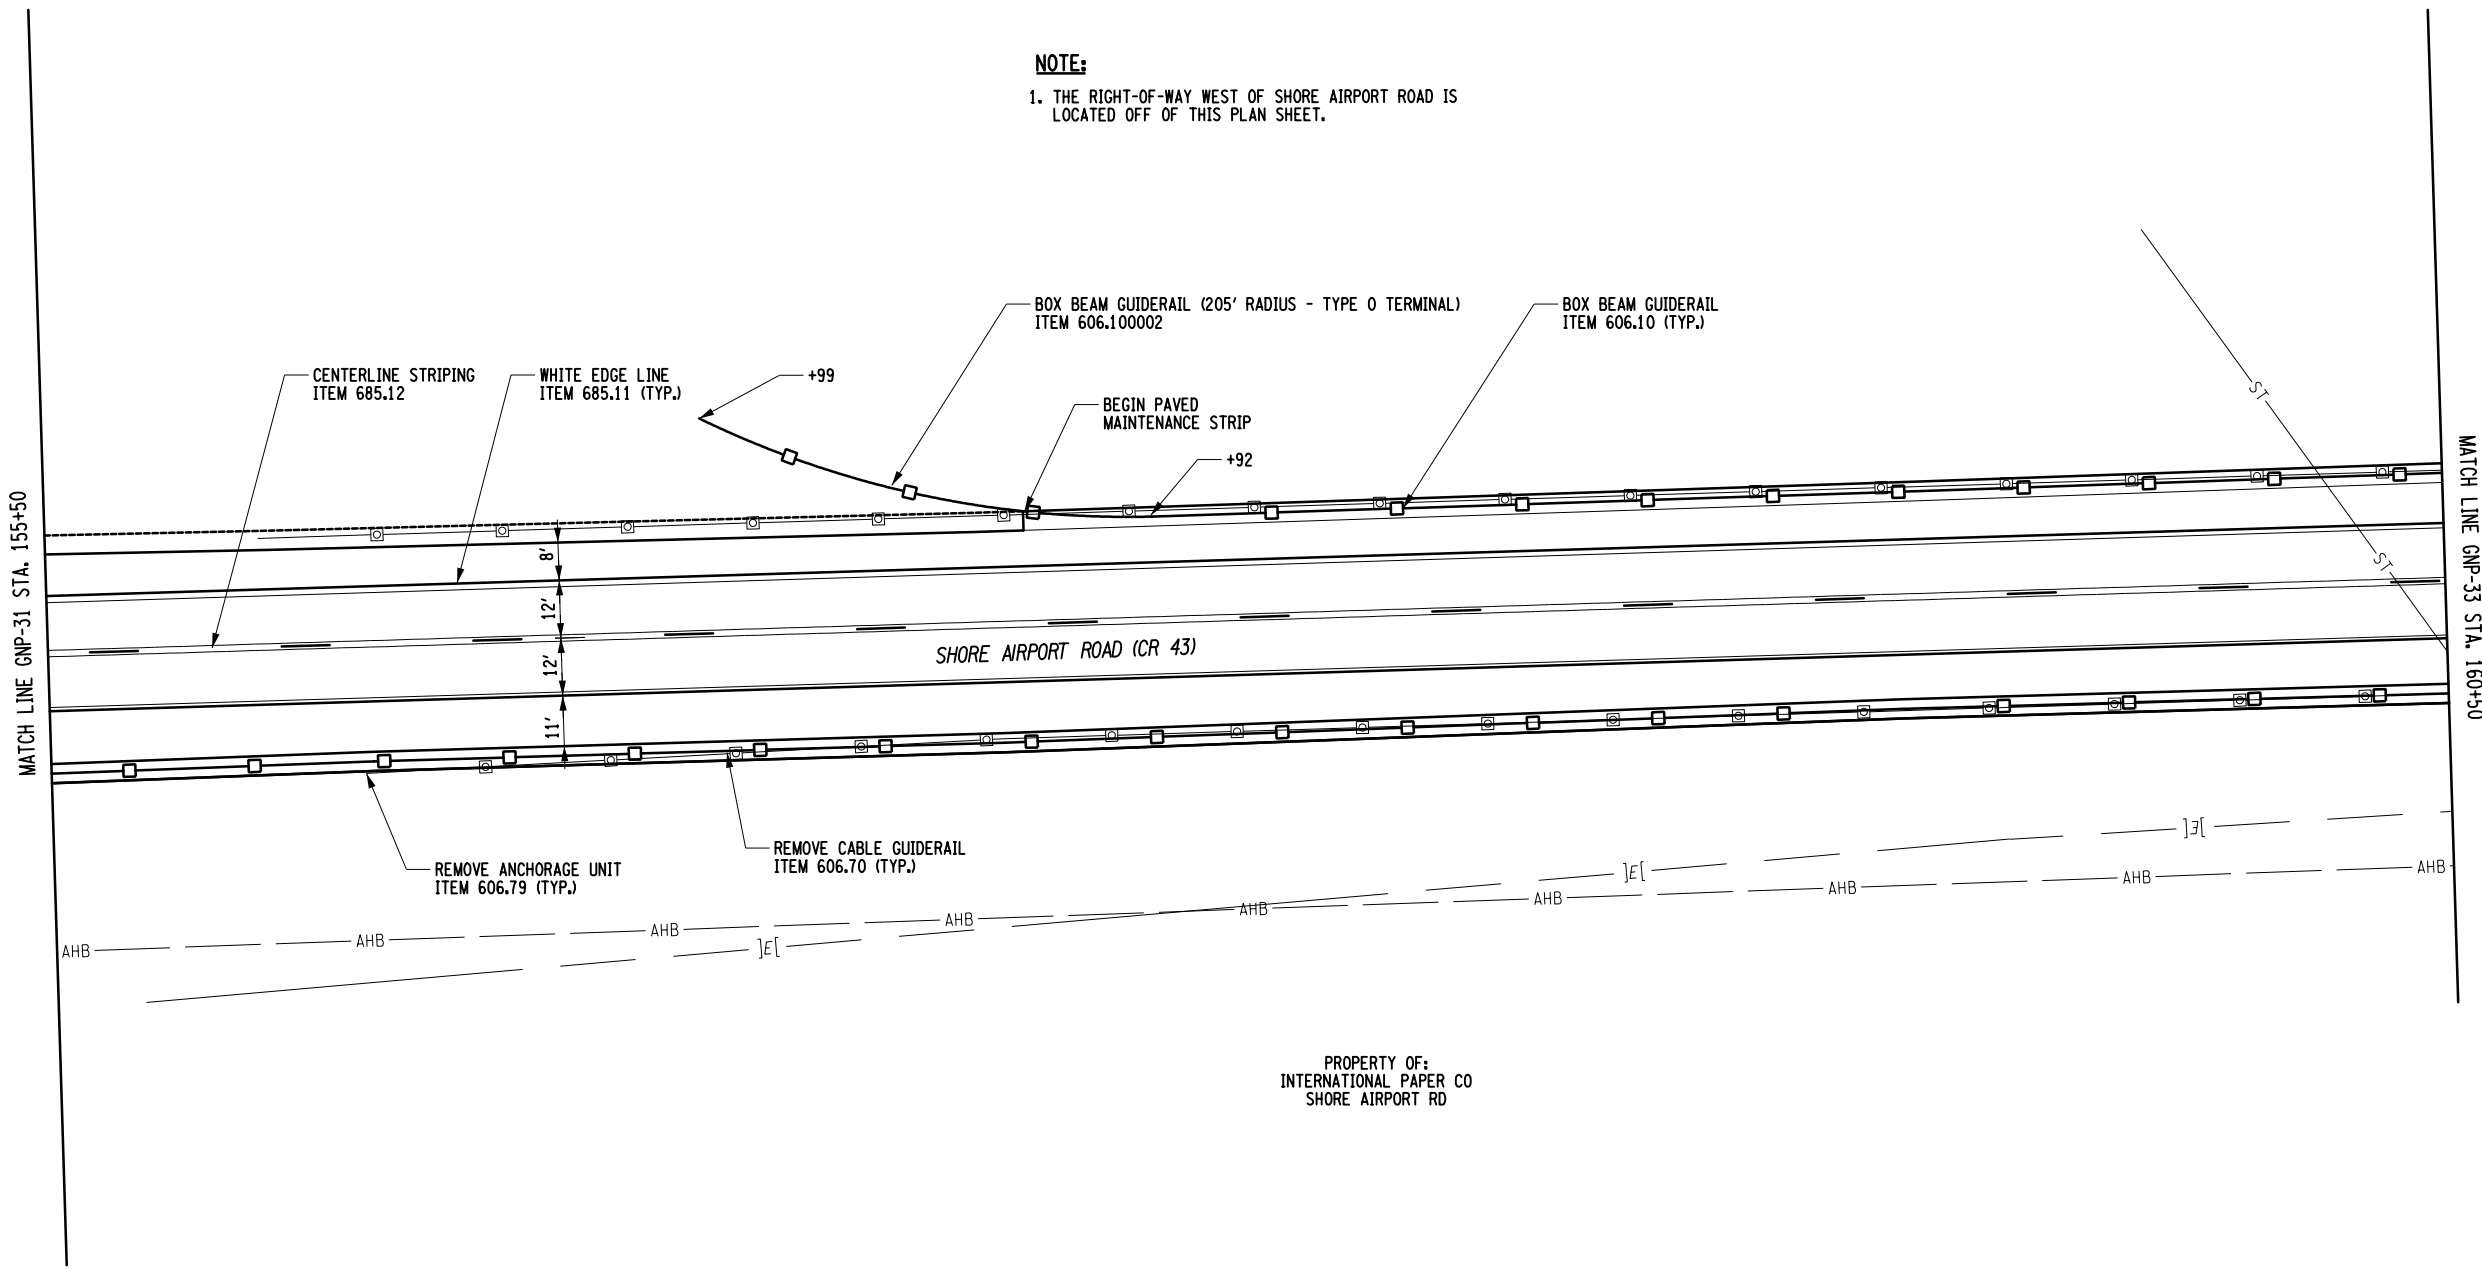 NOTE:
1. THE RIGHT-OF-WAY WEST OF SHORE AIRPORT ROAD IS
LOCATED OFF OF THIS PLAN SHEET.
BOX BEAM GUIDERAIL (205' RADIUS - TYPE 0 TERMINAL)
ITEM 606.100002
BOX BEAM GUIDERAIL
ITEM 606.10 (TYP.)
CENTERLINE STRIPING
ITEM 685.12
WHITE EDGE LINE
ITEM 685.11 (TYP.)
+99
BEGIN PAVED
MAINTENANCE STRIP
+92
ST
ST
MATCH LINE GNP-31 STA. 155+50
MATCH LINE GNP-33 STA. 160+50
8'
12'
12'
11'
SHORE AIRPORT ROAD (CR 43)
REMOVE ANCHORAGE UNIT
ITEM 606.79 (TYP.)
REMOVE CABLE GUIDERAIL
ITEM 606.70 (TYP.)
]E[
]E[
]E[
AHB
AHB
AHB
AHB
AHB
AHB
AHB
AHB
AHB
PROPERTY OF:
INTERNATIONAL PAPER CO
SHORE AIRPORT RD